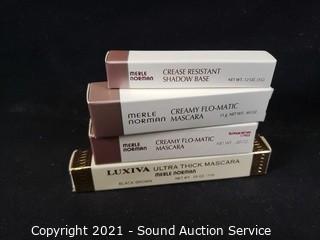 MERLE
NORMAN
CREASE RESISTANT
SHADOW BASE
MERLE
NORMAN
CREAMY FLO-MATIC
MASCARA
MERLE
NORMAN
CREAMY FLO-MATIC
MASCARA
LUXIVA ULTRA THICK MASCARA
MERLE NORMAN
BLACK BROWN
Copyright 2021 - Sound Auction Service